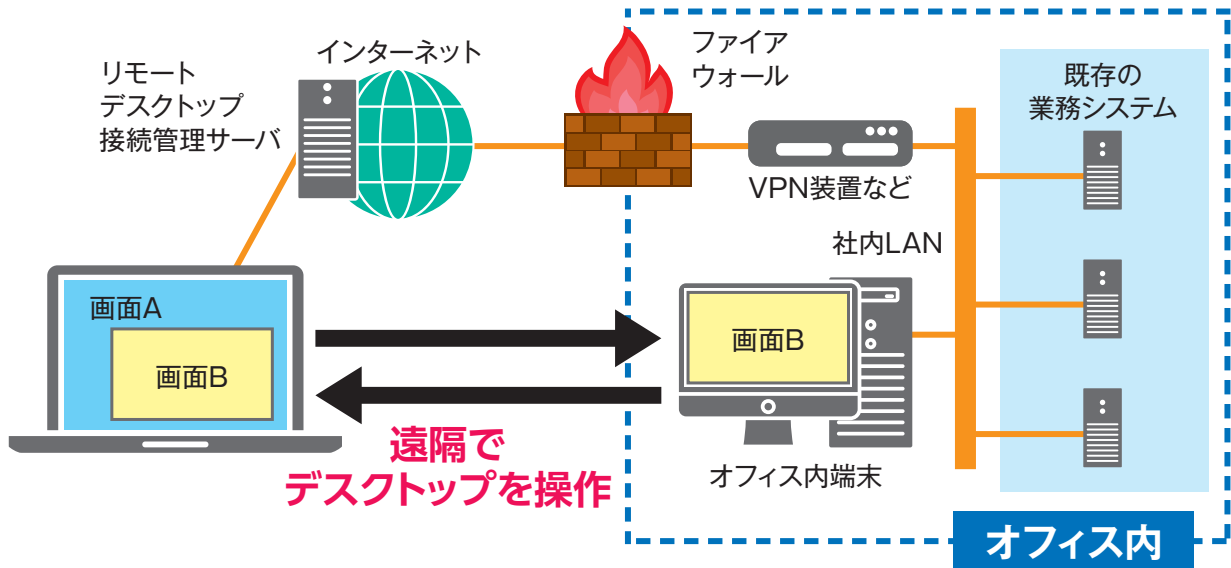 リモート
デスクトップ
接続管理サーバ
インターネット
ファイア
ウォール
既存の
業務システム
VPN装置など
社内LAN
画面A
画面B
画面B
遠隔で
デスクトップを操作
オフィス内端末
オフィス内